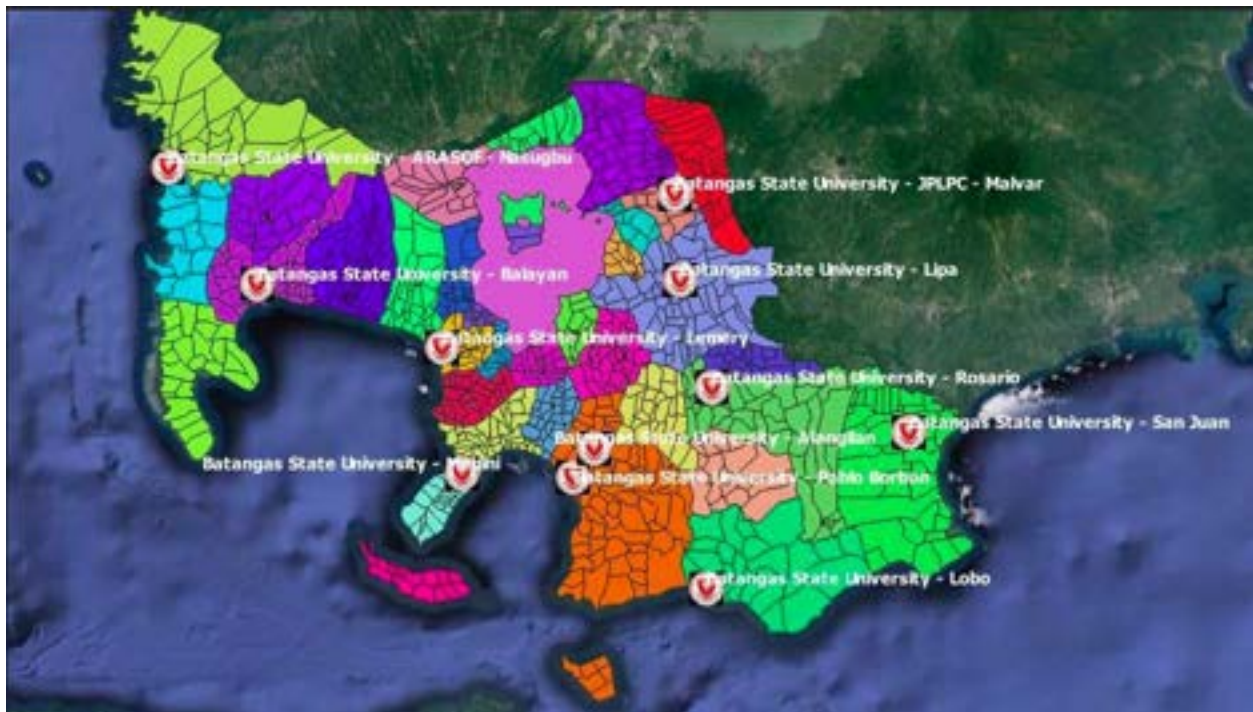 Batangas State University - ARASOF - Nasugbu
Batangas State University - JPLPC - Malvar
Batangas State University - Lipa
Batangas State University - Balayan
Batangas State University - Lemery
Batangas State University - Rosario
Batangas State University - San Juan
Batangas State University - Alangilan
Batangas State University - Mabini
Batangas State University - Pablo Borbon
Batangas State University - Lobo